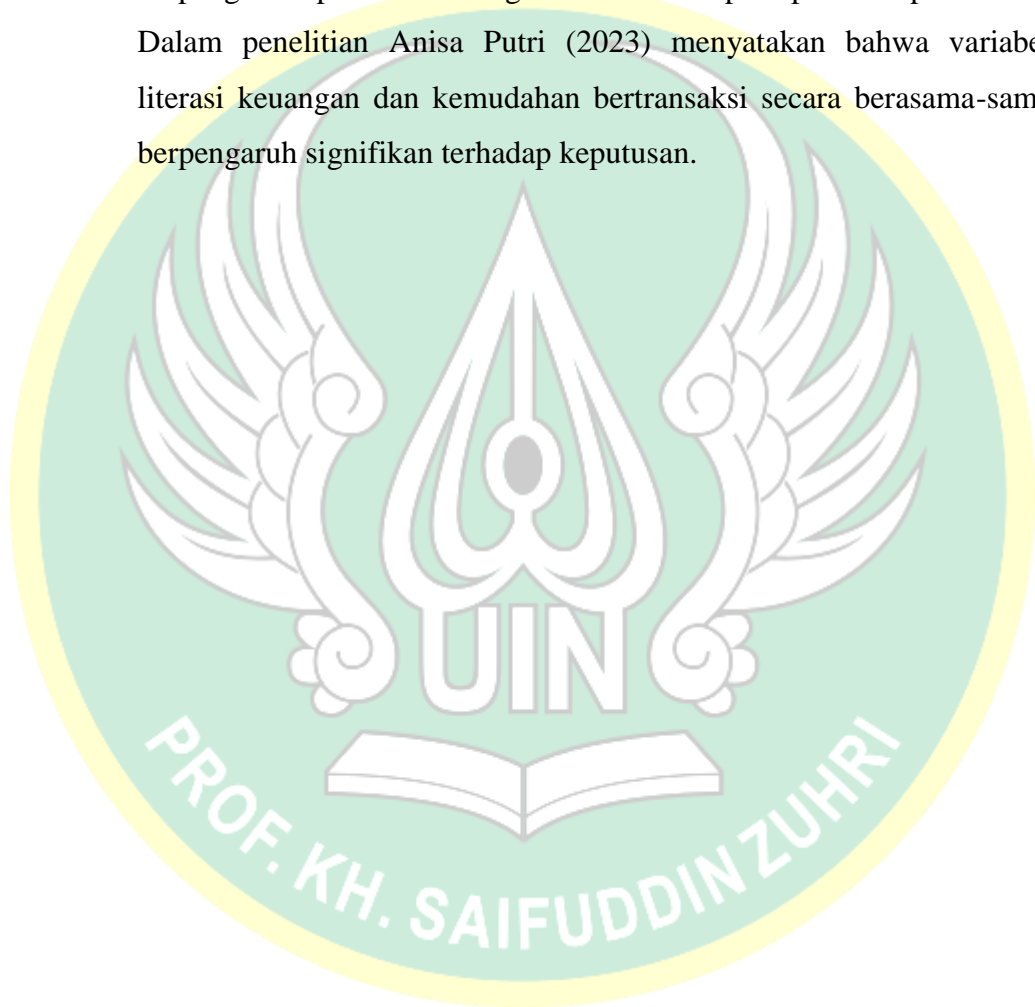 Dalam penelitian Anisa Putri (2023) menyatakan bahwa
literasi keuangan dan kemudahan bertransaksi secara berasama-sam
berpengaruh signifikan terhadap keputusan.
UIN
PROF. KH. SAIFUDDIN ZUHRI